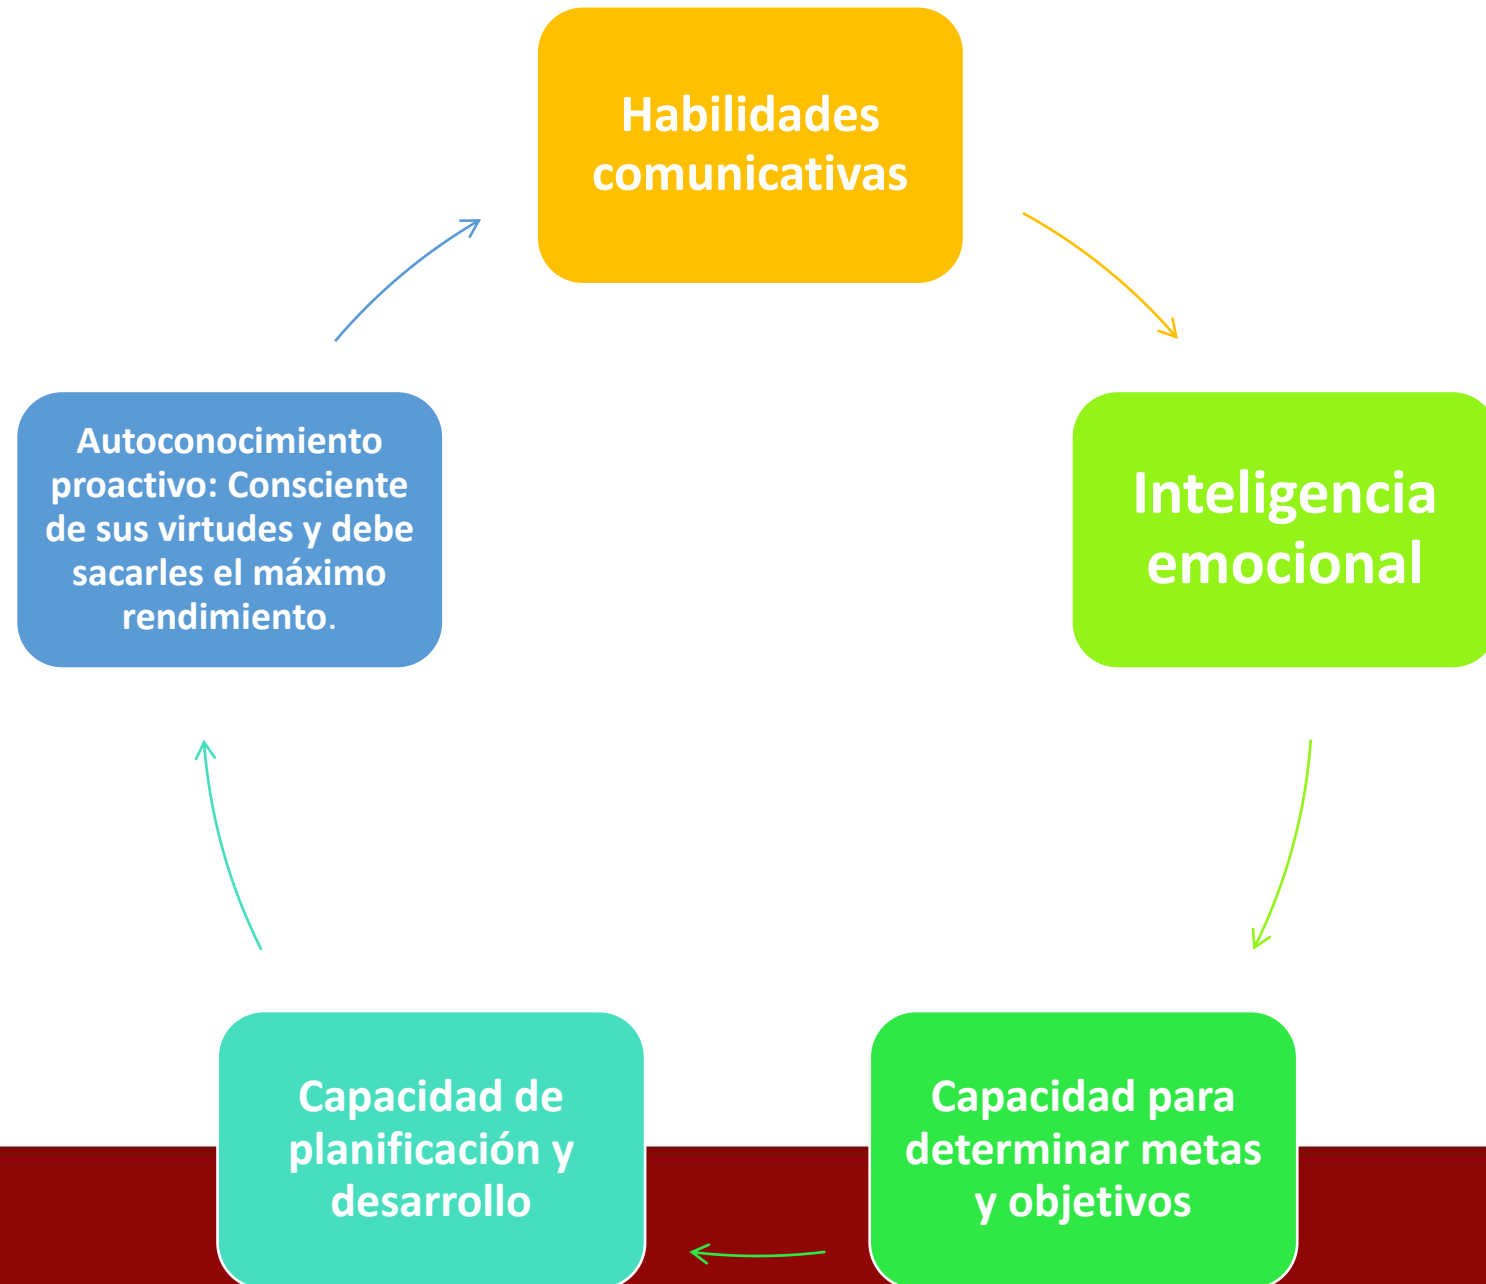 Habilidades
comunicativas
Inteligencia
emocional
Capacidad para
determinar metas
y objetivos
Capacidad de
planificación y
desarrollo
Autoconocimiento
proactivo: Consciente
de sus virtudes y debe
sacarles el máximo
rendimiento.